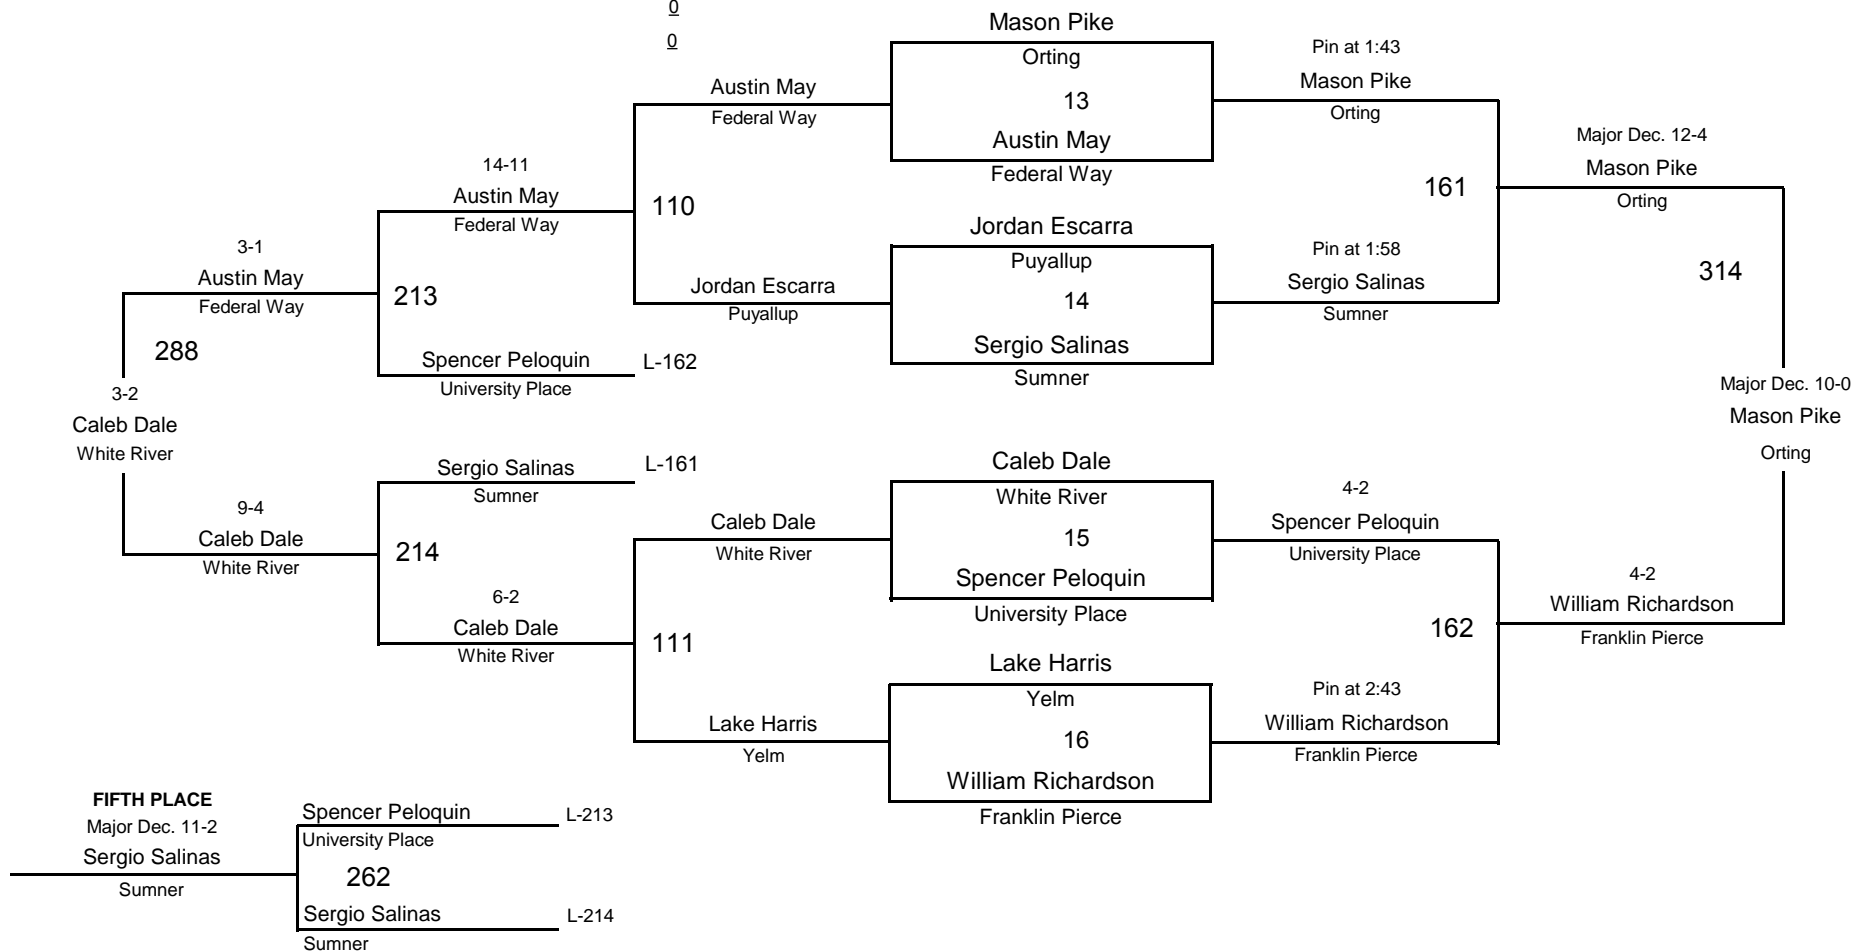 0
0
Mason Pike
Orting
13
Austin May
Federal Way
Pin at 1:43
Mason Pike
Orting
Austin May
Federal Way
Major Dec. 12-4
Mason Pike
Orting
161
14-11
Austin May
Federal Way
110
Jordan Escarra
Puyallup
14
Sergio Salinas
Sumner
Pin at 1:58
Sergio Salinas
Sumner
314
3-1
Austin May
Federal Way
213
Jordan Escarra
Puyallup
288
Spencer Peloquin
University Place
L-162
3-2
Caleb Dale
White River
Major Dec. 10-0
Mason Pike
Orting
Sergio Salinas
Sumner
L-161
Caleb Dale
White River
15
Spencer Peloquin
University Place
4-2
Spencer Peloquin
University Place
9-4
Caleb Dale
White River
214
Caleb Dale
White River
6-2
Caleb Dale
White River
111
162
4-2
William Richardson
Franklin Pierce
Lake Harris
Yelm
16
William Richardson
Franklin Pierce
Pin at 2:43
William Richardson
Franklin Pierce
Lake Harris
Yelm
FIFTH PLACE
Major Dec. 11-2
Sergio Salinas
Sumner
Spencer Peloquin
University Place
L-213
262
Sergio Salinas
Sumner
L-214